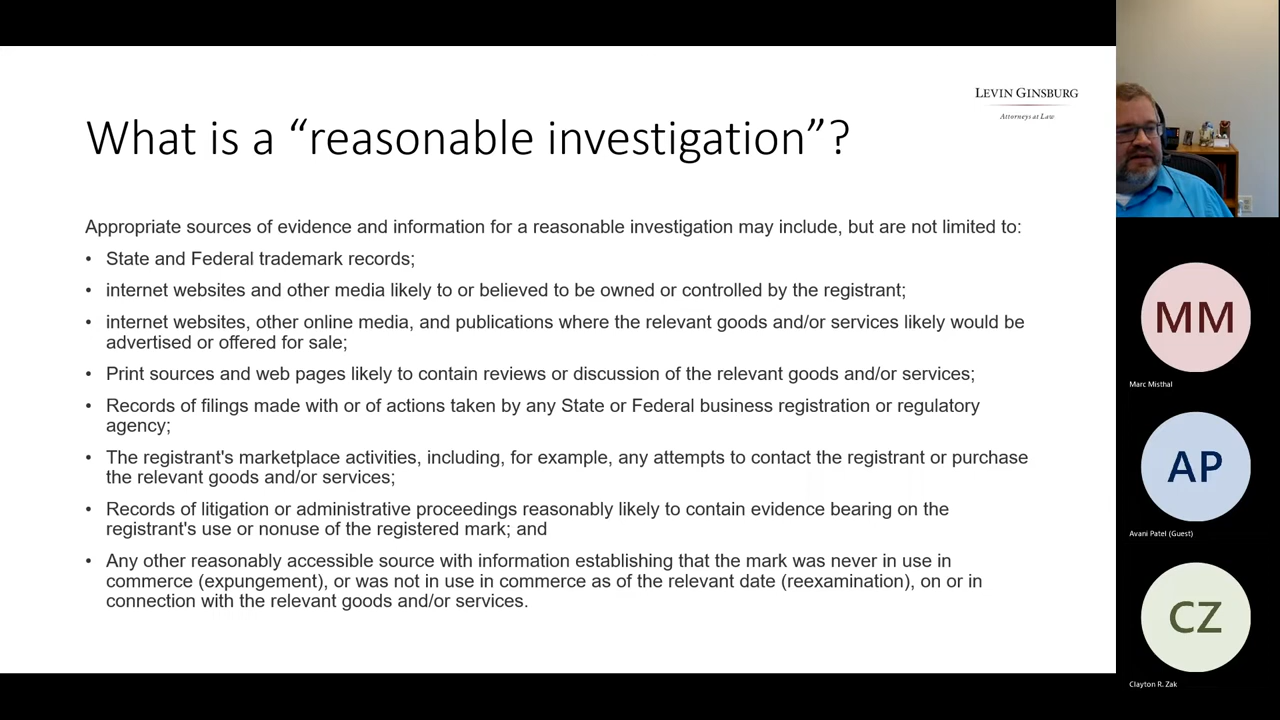 LEVIN GINSBURG
Attorneys at Law
What is a “reasonable investigation”?
Appropriate sources of evidence and information for a reasonable investigation may include, but are not limited to:
• State and Federal trademark records;
• internet websites and other media likely to or believed to be owned or controlled by the registrant;
• internet websites, other online media, and publications where the relevant goods and/or services likely would be
advertised or offered for sale;
• Print sources and web pages likely to contain reviews or discussion of the relevant goods and/or services;
• Records of filings made with or of actions taken by any State or Federal business registration or regulatory
agency;
• The registrant's marketplace activities, including, for example, any attempts to contact the registrant or purchase
the relevant goods and/or services;
• Records of litigation or administrative proceedings reasonably likely to contain evidence bearing on the
registrant's use or nonuse of the registered mark; and
• Any other reasonably accessible source with information establishing that the mark was never in use in
commerce (expungement), or was not in use in commerce as of the relevant date (reexamination), on or in
connection with the relevant goods and/or services.
MM
Marc Misthal
AP
Avani Patel (Guest)
CZ
Clayton R. Zak